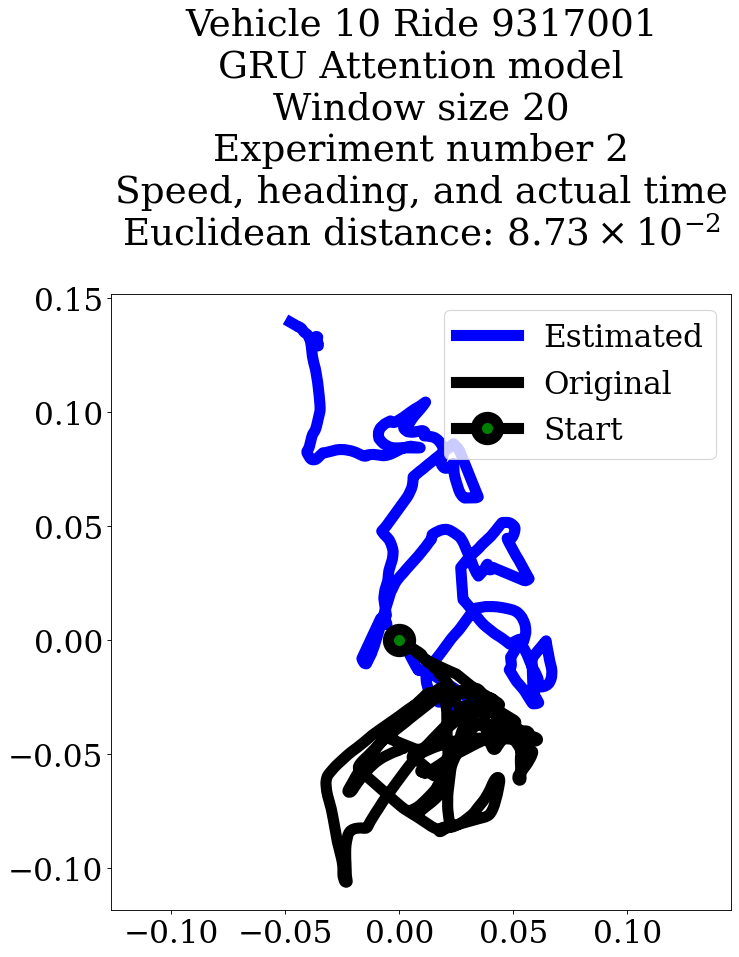 Vehicle 10 Ride 9317001
GRU Attention model
Window size 20
Experiment number 2
Speed, heading, and actual time
Euclidean distance: 8.73 × 10⁻²
0.15
0.10
0.05
0.00
−0.05
−0.10
Estimated
Original
Start
−0.10 −0.05 0.00 0.05 0.10